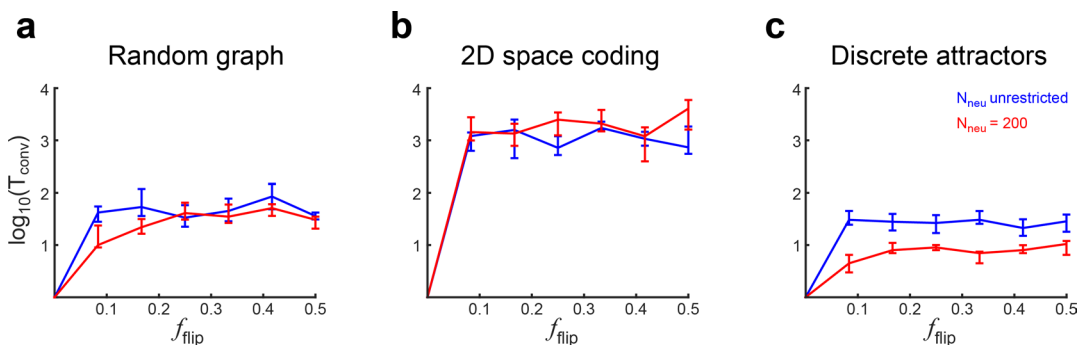 a
Random graph
log10(Tconv)
4
3
2
1
0.1 0.2 0.3 0.4 0.5
fflip
b
2D space coding
4
3
2
1
0.1 0.2 0.3 0.4 0.5
fflip
c
Discrete attractors
Nneu unrestricted
Nneu = 200
4
3
2
1
0.1 0.2 0.3 0.4 0.5
fflip